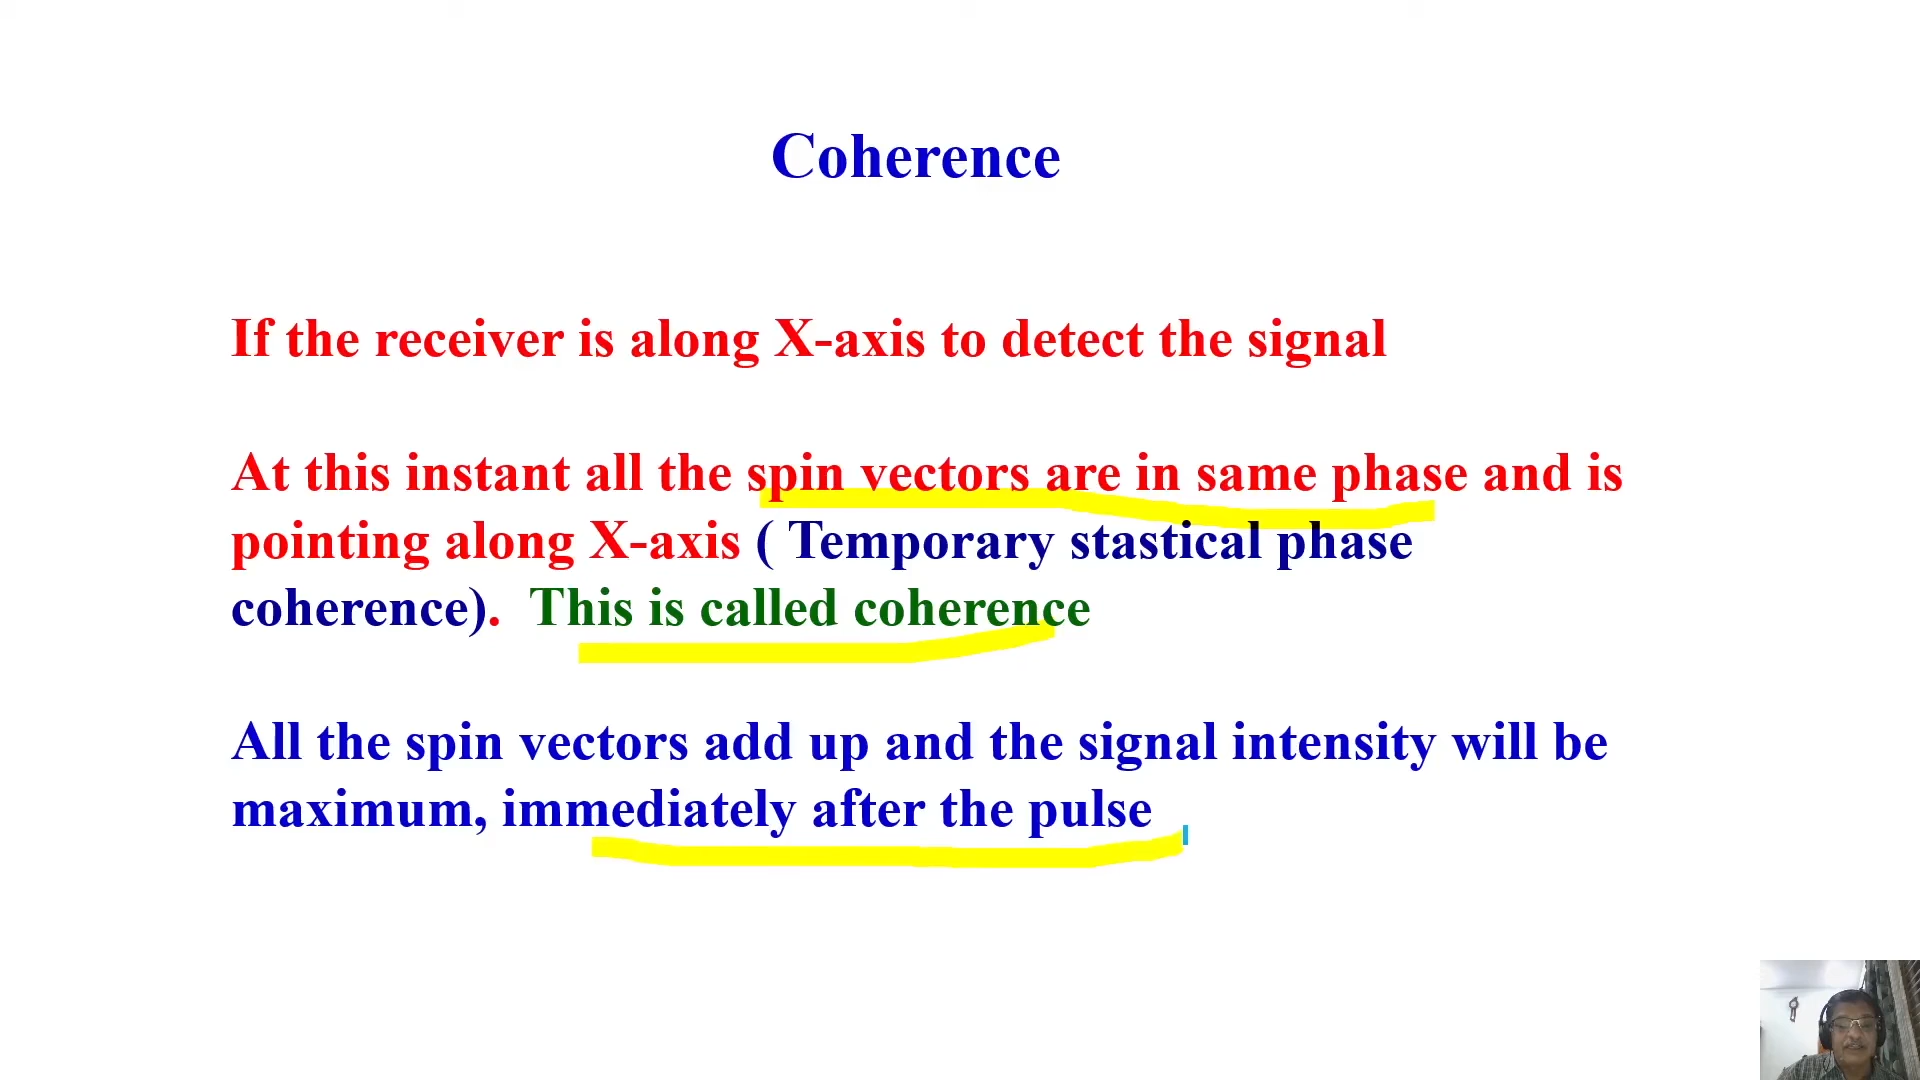 Coherence
If the receiver is along X-axis to detect the signal
At this instant all the spin vectors are in same phase and is
pointing along X-axis ( Temporary stastical phase
coherence). This is called coherence
All the spin vectors add up and the signal intensity will be
maximum, immediately after the pulse